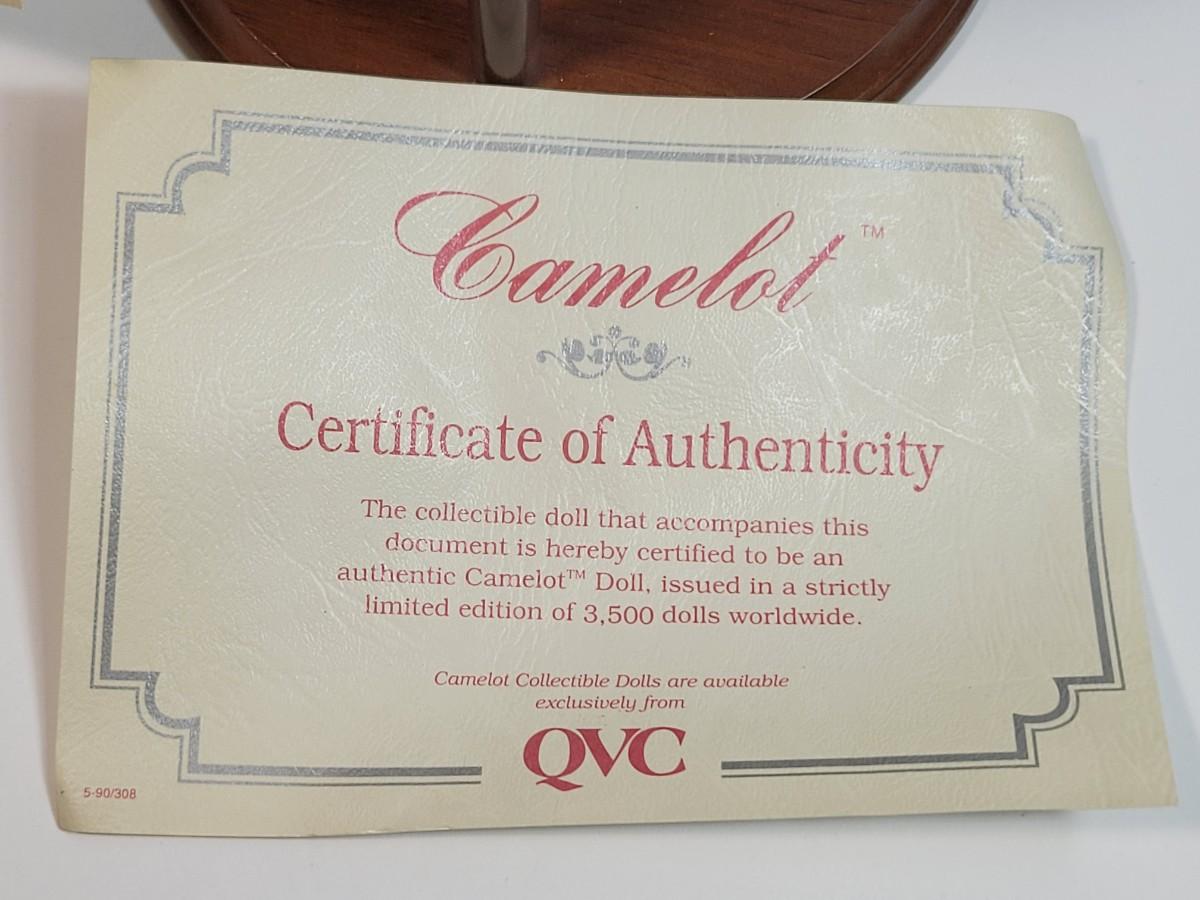 Camelot™
Certificate of Authenticity
The collectible doll that accompanies this
document is hereby certified to be an
authentic Camelot™ Doll, issued in a strictly
limited edition of 3,500 dolls worldwide.
Camelot Collectible Dolls are available
exclusively from
QVC
5-90/308